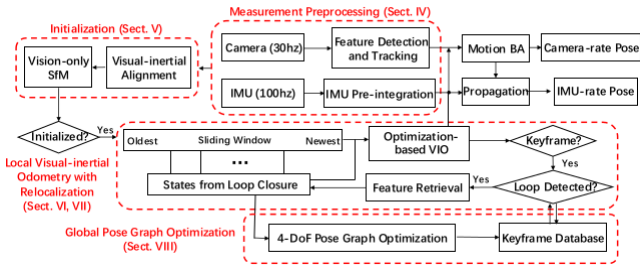 Initialization (Sect. V)
Measurement Preprocessing (Sect. IV)
Vision-only
SfM
Visual-inertial
Alignment
Camera (30hz)
Feature Detection
and Tracking
Motion BA
Camera-rate Pose
IMU (100hz)
IMU Pre-integration
Propagation
IMU-rate Pose
Initialized?
Yes
Oldest
Sliding Window
Newest
Optimization-
based VIO
Keyframe?
...
Yes
Local Visual-inertial
Odometry with
Relocalization
(Sect. VI, VII)
States from Loop Closure
Feature Retrieval
Yes
Loop Detected?
Global Pose Graph Optimization
(Sect. VIII)
4-DoF Pose Graph Optimization
Keyframe Database